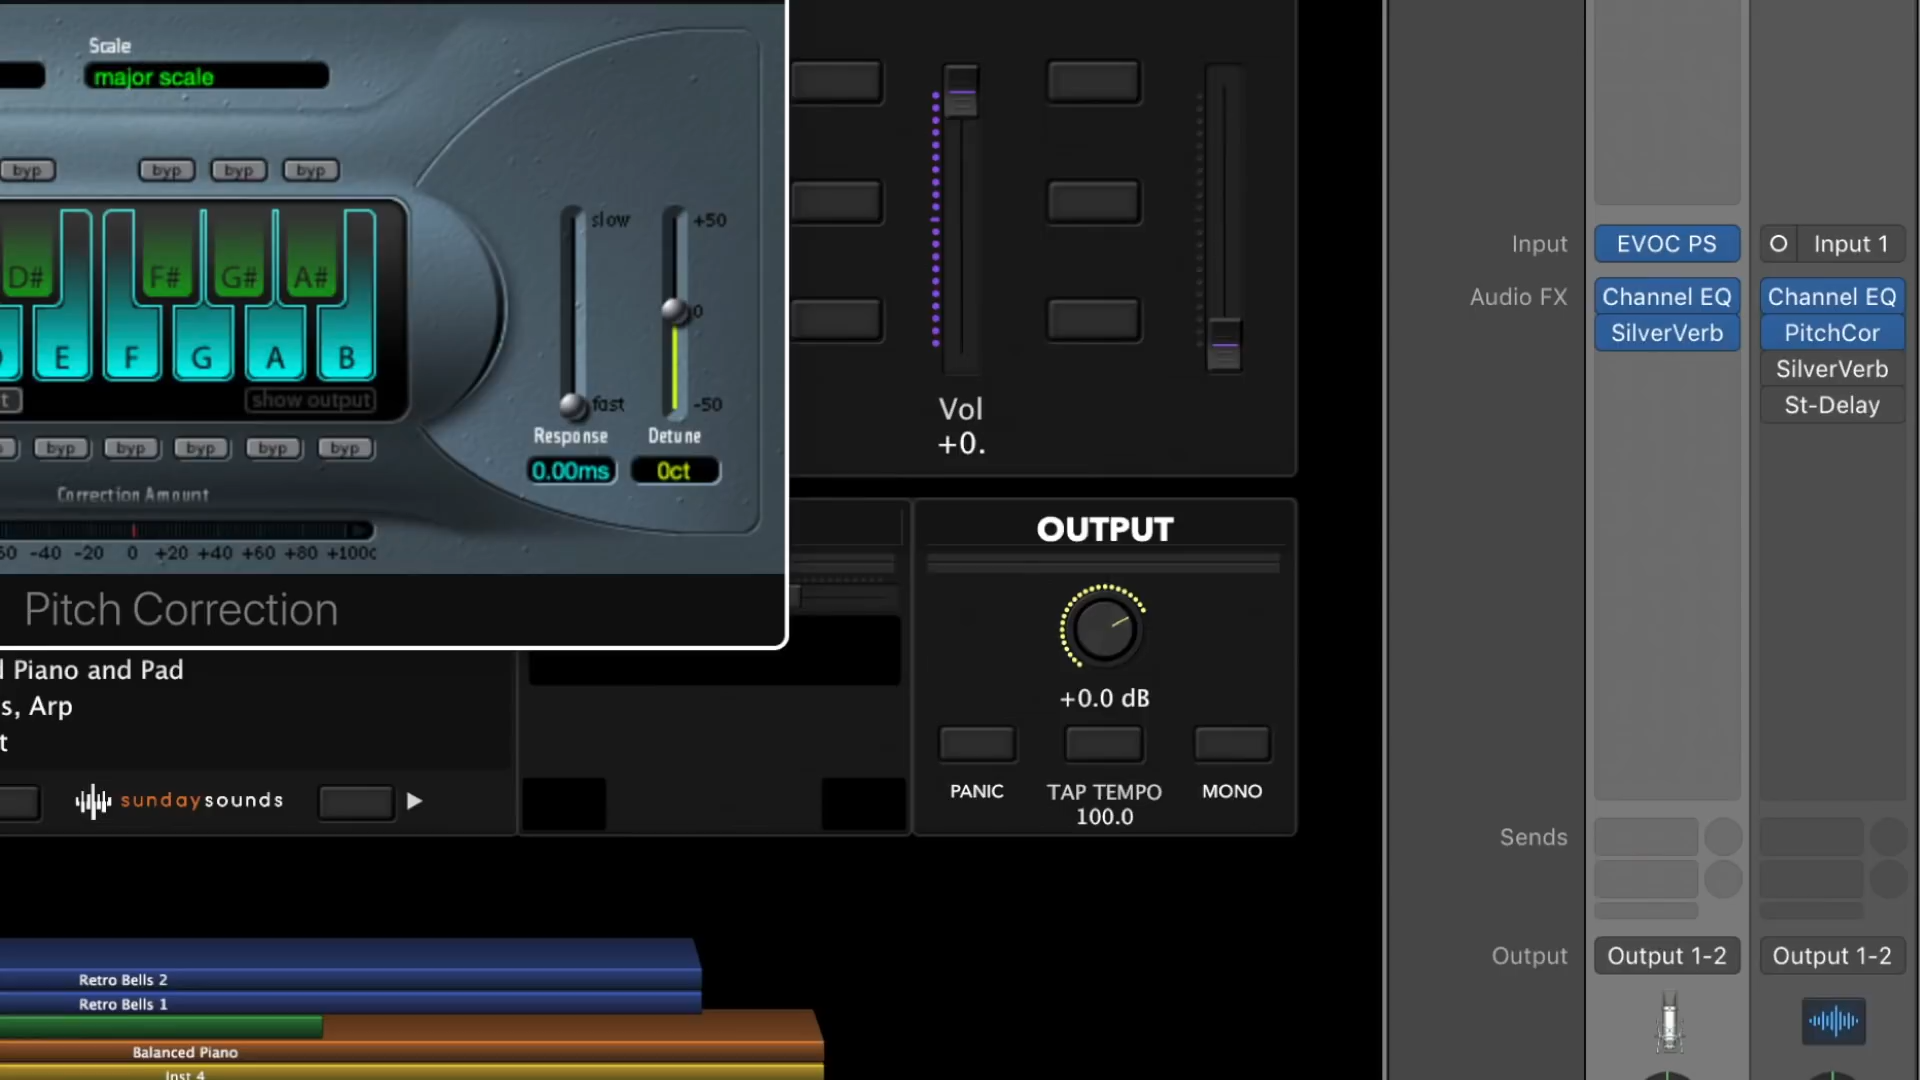 Scale
major scale
byp
byp
byp
byp
D#
F#
G#
A#
E
F
G
A
B
show output
byp
byp
byp
byp
byp
Correction Amount
-40 -20 0 +20 +40 +60 +80 +100c
slow
fast
Response
0.00ms
+50
0
-50
Detune
0ct
Pitch Correction
Piano and Pad
s, Arp
t
sundaysounds
Vol
+0.
OUTPUT
+0.0 dB
PANIC
TAP TEMPO
100.0
MONO
Retro Bells 2
Retro Bells 1
Balanced Piano
Inst 4
Input
EVOC PS
Input 1
Audio FX
Channel EQ
SilverVerb
Channel EQ
PitchCor
SilverVerb
St-Delay
Sends
Output
Output 1-2
Output 1-2